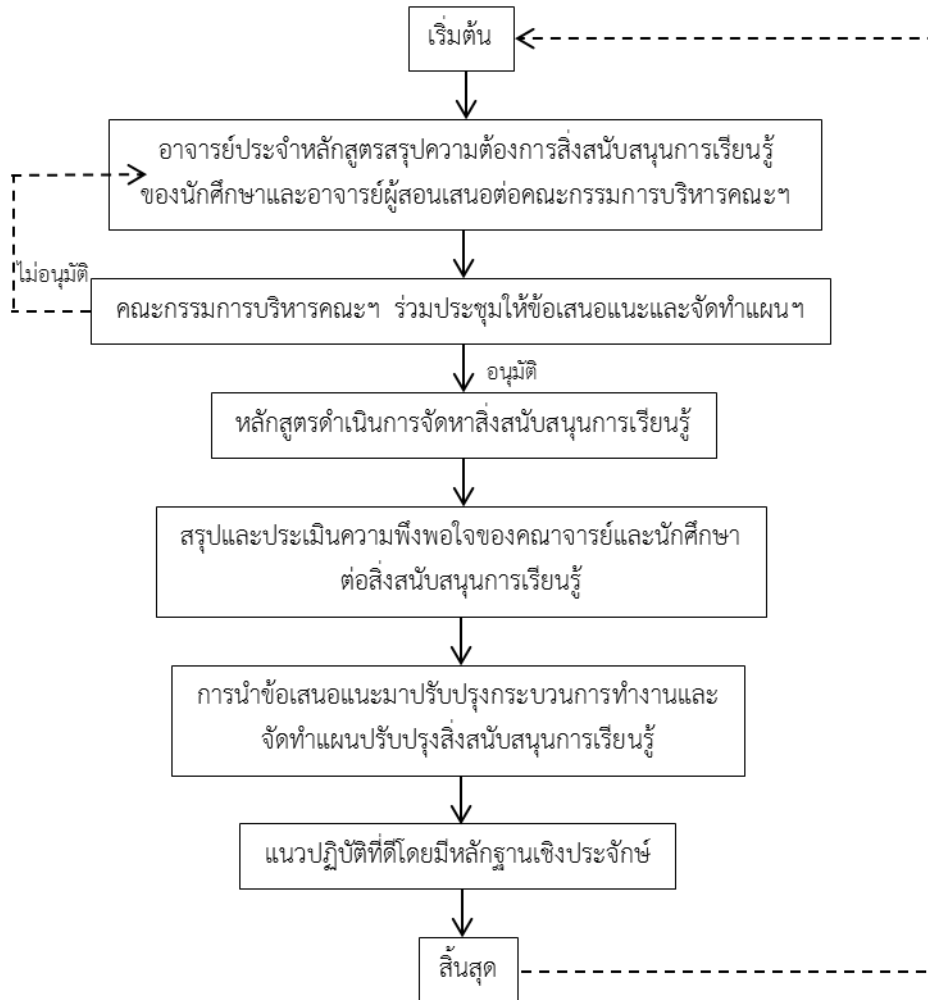 เริ่มต้น
อาจารย์ประจำหลักสูตรสรุปความต้องการสิ่งสนับสนุนการเรียนรู้
ของนักศึกษาและอาจารย์ผู้สอนเสนอต่อคณะกรรมการบริหารคณะฯ
ไม่อนุมัติ
คณะกรรมการบริหารคณะฯ ร่วมประชุมให้ข้อเสนอแนะและจัดทำแผนฯ
อนุมัติ
หลักสูตรดำเนินการจัดหาสิ่งสนับสนุนการเรียนรู้
สรุปและประเมินความพึงพอใจของคณาจารย์และนักศึกษา
ต่อสิ่งสนับสนุนการเรียนรู้
การนำข้อเสนอแนะมาปรับปรุงกระบวนการทำงานและ
จัดทำแผนปรับปรุงสิ่งสนับสนุนการเรียนรู้
แนวปฏิบัติที่ดีโดยมีหลักฐานเชิงประจักษ์
สิ้นสุด